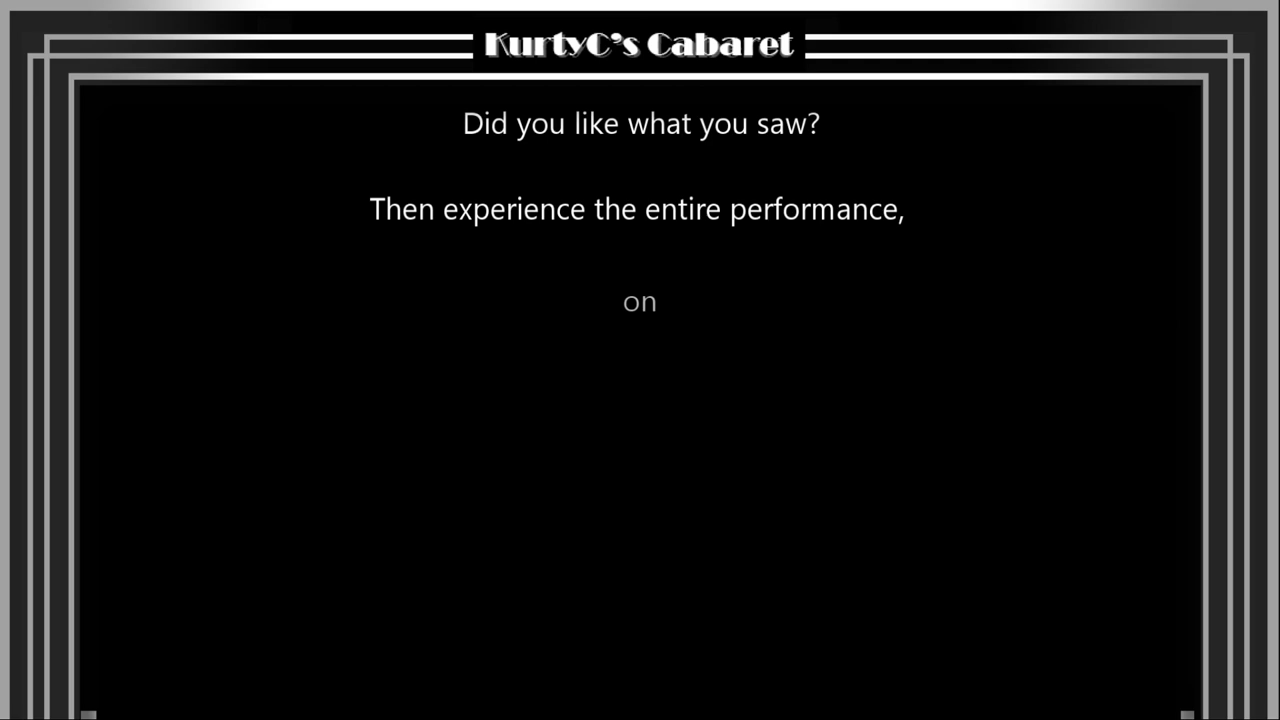 KurtyC's Cabaret
Did you like what you saw?
Then experience the entire performance,
on